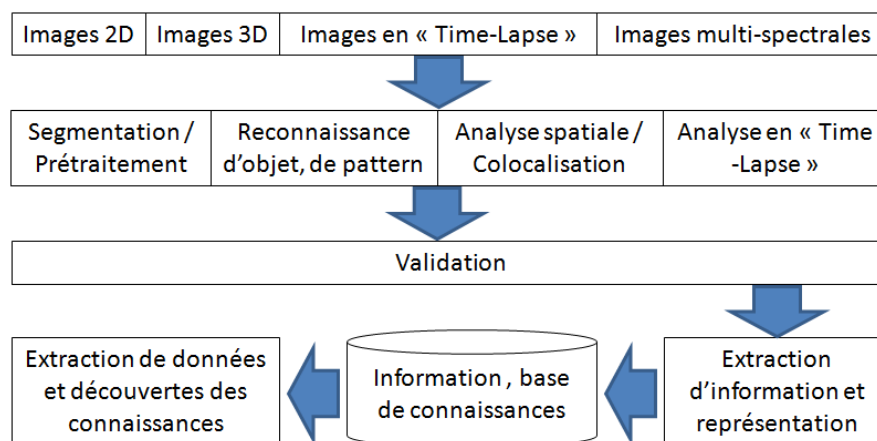 Images 2D
Images 3D
Images en « Time-Lapse »
Images multi-spectrales
Segmentation /
Prétraitement
Reconnaissance
d'objet, de pattern
Analyse spatiale /
Colocalisation
Analyse en « Time
-Lapse »
Validation
Extraction de données
et découvertes des
connaissances
Information , base
de connaissances
Extraction
d'information et
représentation